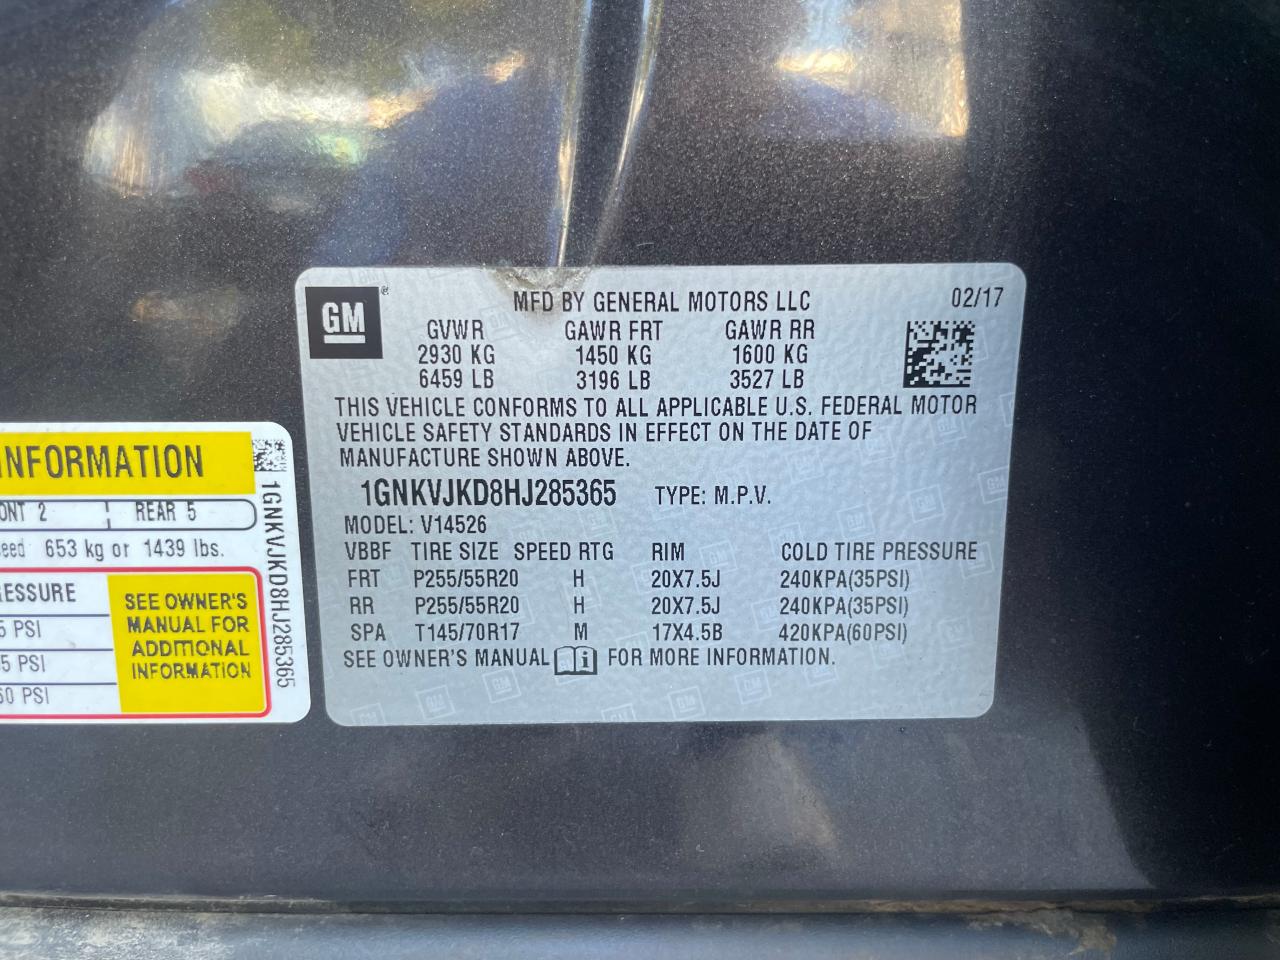 GM ®
MFD BY GENERAL MOTORS LLC 02/17
GVWR GAWR FRT GAWR RR
2930 KG 1450 KG 1600 KG
6459 LB 3196 LB 3527 LB
THIS VEHICLE CONFORMS TO ALL APPLICABLE U.S. FEDERAL MOTOR
VEHICLE SAFETY STANDARDS IN EFFECT ON THE DATE OF
MANUFACTURE SHOWN ABOVE.
1GNKVJKD8HJ285365 TYPE: M.P.V.
MODEL: V14526
VBBF TIRE SIZE SPEED RTG RIM COLD TIRE PRESSURE
FRT P255/55R20 H 20X7.5J 240KPA(35PSI)
RR P255/55R20 H 20X7.5J 240KPA(35PSI)
SPA T145/70R17 M 17X4.5B 420KPA(60PSI)
SEE OWNER'S MANUAL i FOR MORE INFORMATION.
NFORMATION
ONT 2 REAR 5
eed 653 kg or 1439 lbs.
ESSURE
5 PSI
5 PSI
60 PSI
SEE OWNER'S
MANUAL FOR
ADDITIONAL
INFORMATION
1GNKVJKD8HJ285365